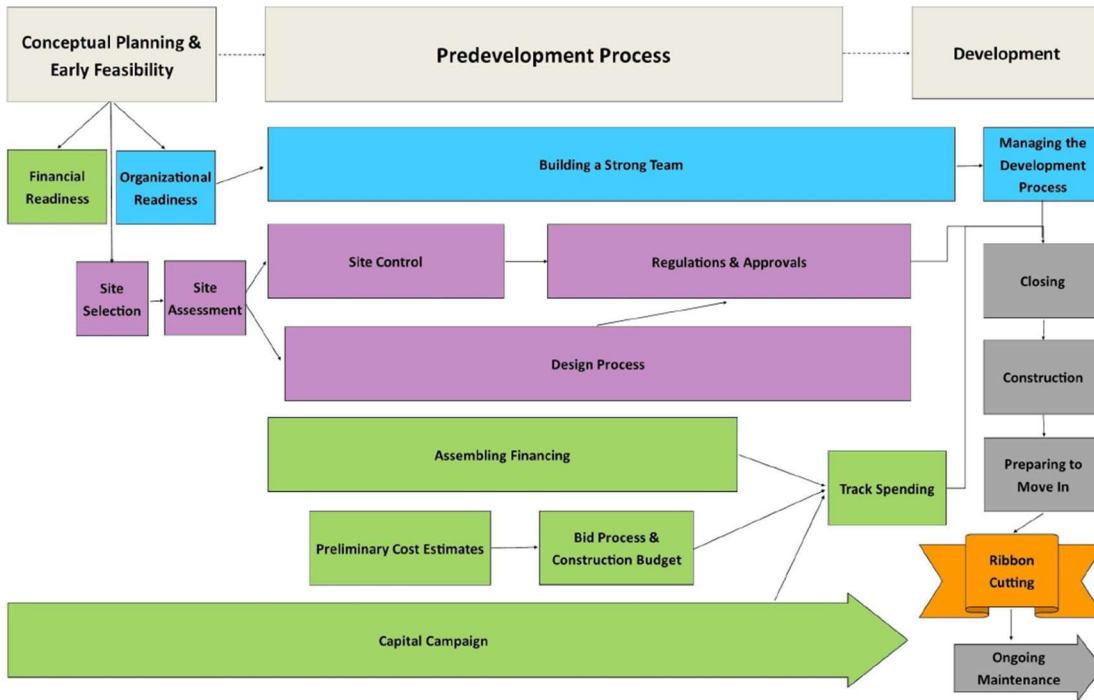 Conceptual Planning &
Early Feasibility
Predevelopment Process
Development
Financial
Readiness
Organizational
Readiness
Building a Strong Team
Managing the
Development
Process
Site
Selection
Site
Assessment
Site Control
Regulations & Approvals
Closing
Design Process
Construction
Assembling Financing
Track Spending
Preparing to
Move In
Preliminary Cost Estimates
Bid Process &
Construction Budget
Ribbon
Cutting
Capital Campaign
Ongoing
Maintenance